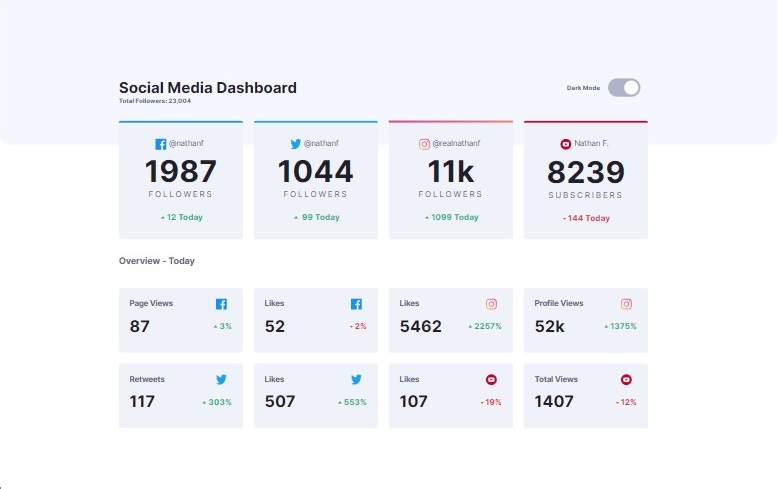 Social Media Dashboard
Total Followers: 23,004
Dark Mode
@nathanf
1987
FOLLOWERS
12 Today
@nathanf
1044
FOLLOWERS
99 Today
@realnathanf
11k
FOLLOWERS
1099 Today
Nathan F.
8239
SUBSCRIBERS
144 Today
Overview - Today
Page Views
87
3%
Likes
52
2%
Likes
5462
2257%
Profile Views
52k
1375%
Retweets
117
303%
Likes
507
553%
Likes
107
19%
Total Views
1407
12%